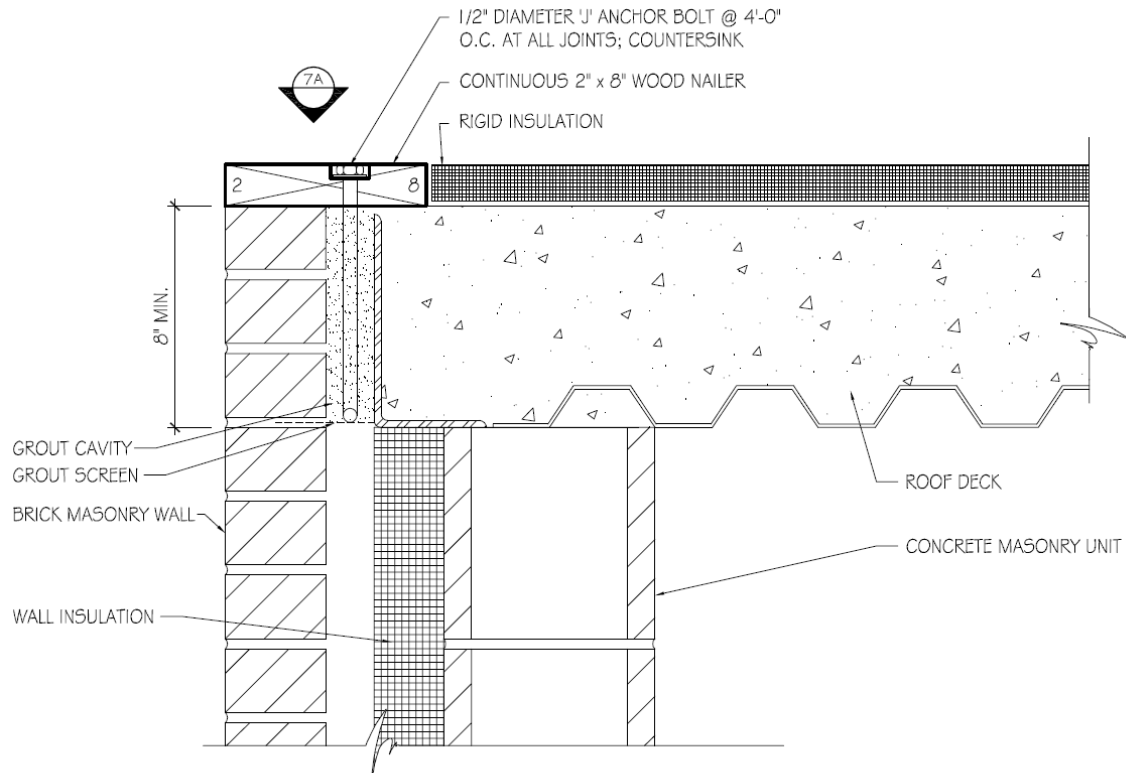 1/2" DIAMETER 'J' ANCHOR BOLT @ 4'-0"
O.C. AT ALL JOINTS; COUNTERSINK
7A
CONTINUOUS 2" x 8" WOOD NAILER
RIGID INSULATION
2
8
8" MIN.
GROUT CAVITY
GROUT SCREEN
ROOF DECK
BRICK MASONRY WALL
CONCRETE MASONRY UNIT
WALL INSULATION